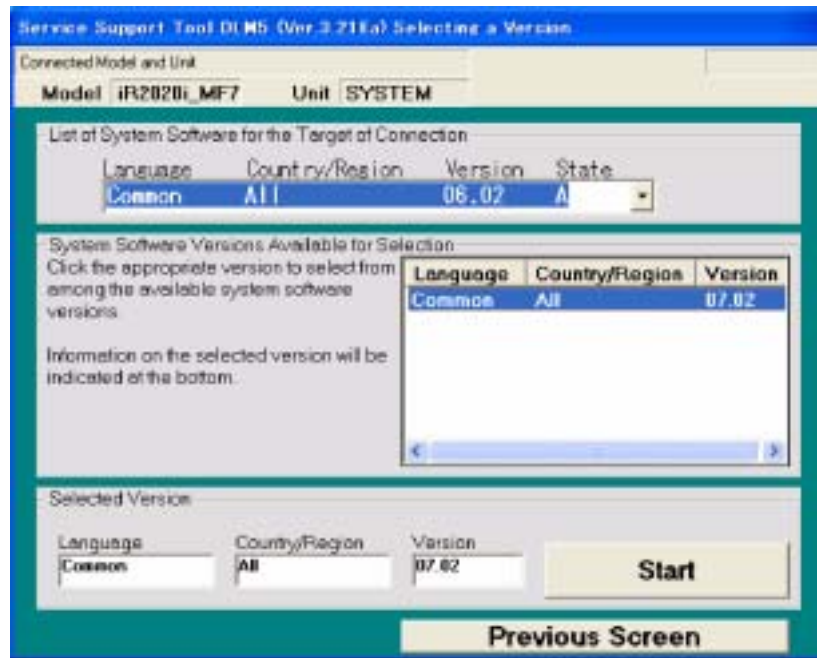 Service Support Tool DLM5 (Ver 3.21Ea) Selecting a Version
Connected Model and Unit
Model iR2020i_MF7 Unit SYSTEM
List of System Software for the Target of Connection
Language Country/Region Version State
Common All 06.02 A
System Software Versions Available for Selection
Click the appropriate version to select from
among the available system software
versions.
Information on the selected version will be
indicated at the bottom.
Language Country/Region Version
Common All 07.02
Selected Version
Language Country/Region Version
Common All 07.02
Start
Previous Screen